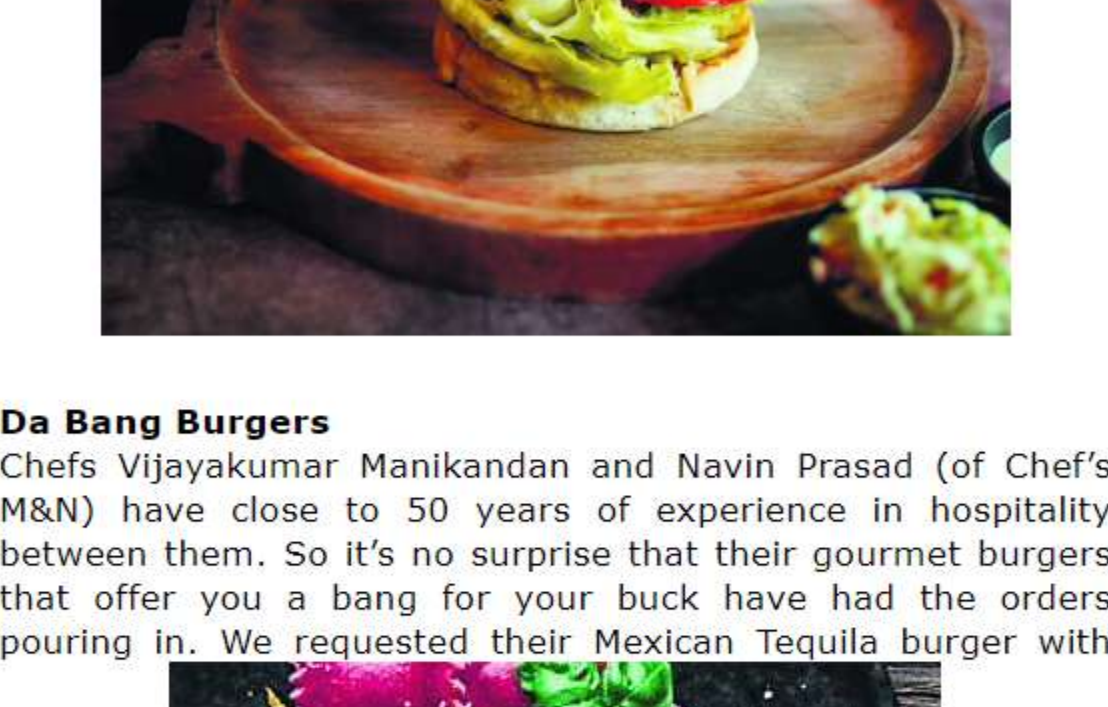 Da Bang Burgers
Chefs Vijayakumar Manikandan and Navin Prasad (of Chef’s
M&N) have close to 50 years of experience in hospitality
between them. So it’s no surprise that their gourmet burgers
that offer you a bang for your buck have had the orders
pouring in. We requested their Mexican Tequila burger with